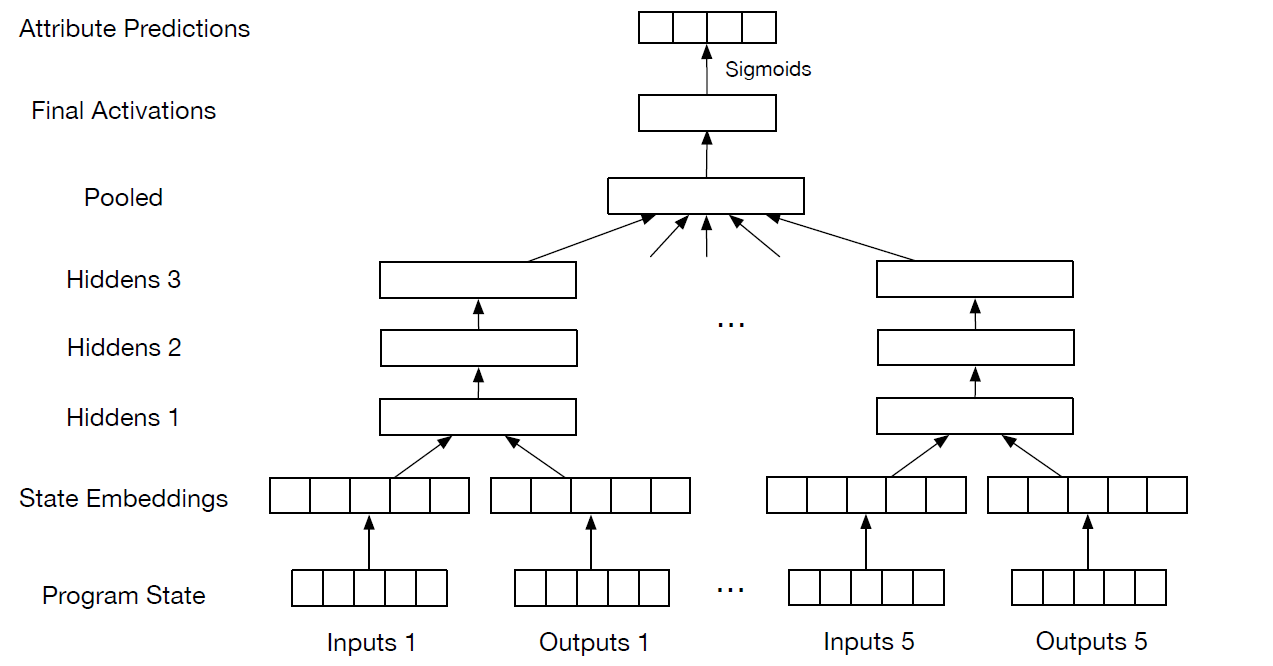 Attribute Predictions
Sigmoids
Final Activations
Pooled
Hiddens 3
...
Hiddens 2
Hiddens 1
State Embeddings
Program State
...
Inputs 1
Outputs 1
Inputs 5
Outputs 5